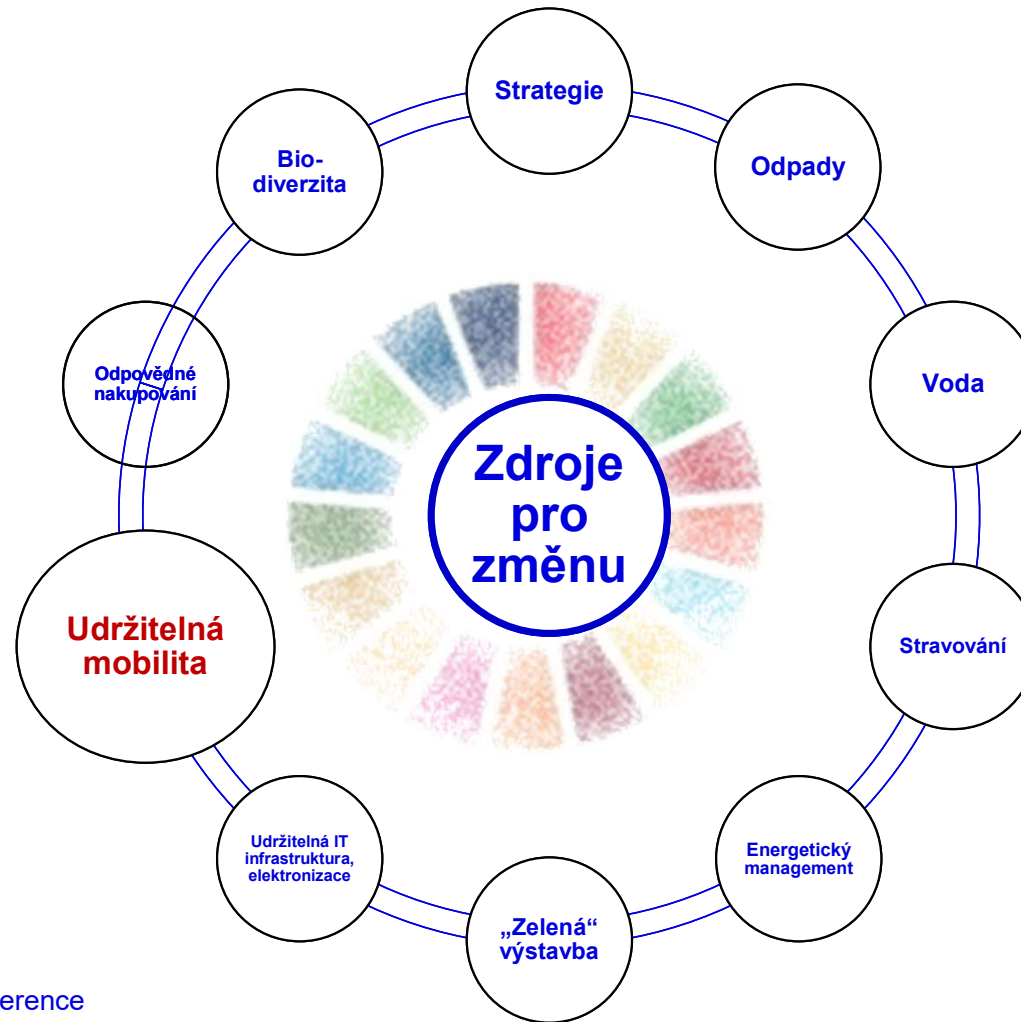 Strategie
Odpady
Voda
Stravování
Energetický
management
„Zelená“
výstavba
Udržitelná IT
infrastruktura,
elektronizace
Udržitelná
mobilita
Odpovědné
nakupování
Bio-
diverzita
Zdroje
pro
změnu
erence